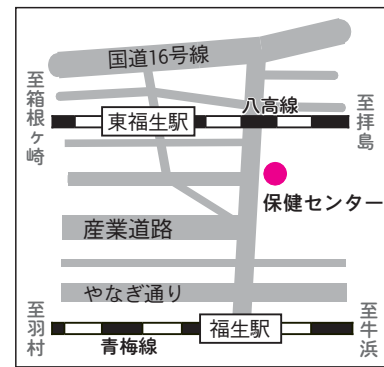 国道16号線
至箱根ヶ崎
八高線
至拝島
東福生駅
保健センター
産業道路
やなぎ通り
至羽村
福生駅
至牛浜
青梅線